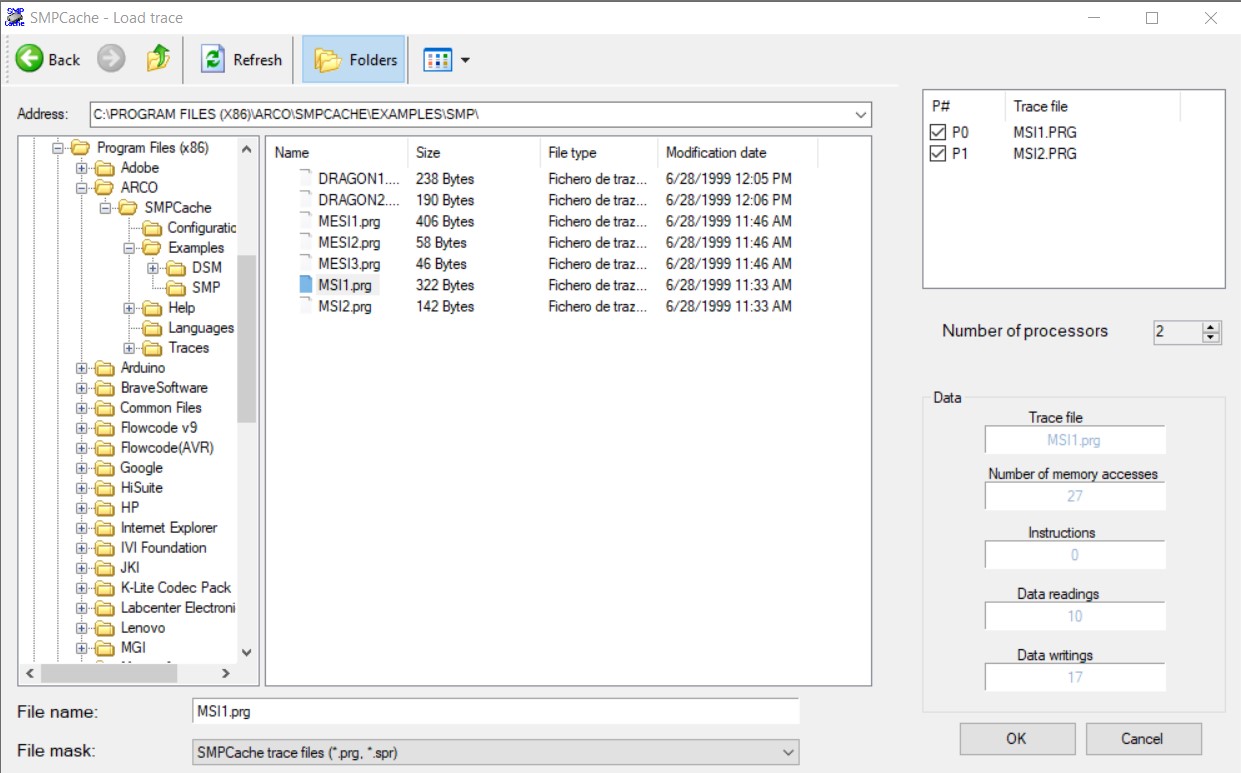 SMPCache - Load trace
Back
Refresh
Folders
Address:
C:\PROGRAM FILES (X86)\ARCO\SMPCACHE\EXAMPLES\SMP\
Program Files (x86)
Adobe
ARCO
SMPCache
Configuratic
Examples
DSM
SMP
Help
Languages
Traces
Arduino
BraveSoftware
Common Files
Flowcode v9
Flowcode(AVR)
Google
HiSuite
HP
Internet Explorer
IVI Foundation
JKI
K-Lite Codec Pack
Labcenter Electroni
Lenovo
MGI
Name Size File type Modification date
DRAGON1.... 238 Bytes Fichero de traz... 6/28/1999 12:05 PM
DRAGON2.... 190 Bytes Fichero de traz... 6/28/1999 12:06 PM
MESI1.prg 406 Bytes Fichero de traz... 6/28/1999 11:46 AM
MESI2.prg 58 Bytes Fichero de traz... 6/28/1999 11:46 AM
MESI3.prg 46 Bytes Fichero de traz... 6/28/1999 11:46 AM
MSI1.prg 322 Bytes Fichero de traz... 6/28/1999 11:33 AM
MSI2.prg 142 Bytes Fichero de traz... 6/28/1999 11:33 AM
File name: MSI1.prg
File mask: SMPCache trace files (*.prg, *.spr)
P# Trace file
P0 MSI1.PRG
P1 MSI2.PRG
Number of processors 2
Data
Trace file
MSI1.prg
Number of memory accesses
27
Instructions
0
Data readings
10
Data writings
17
OK Cancel